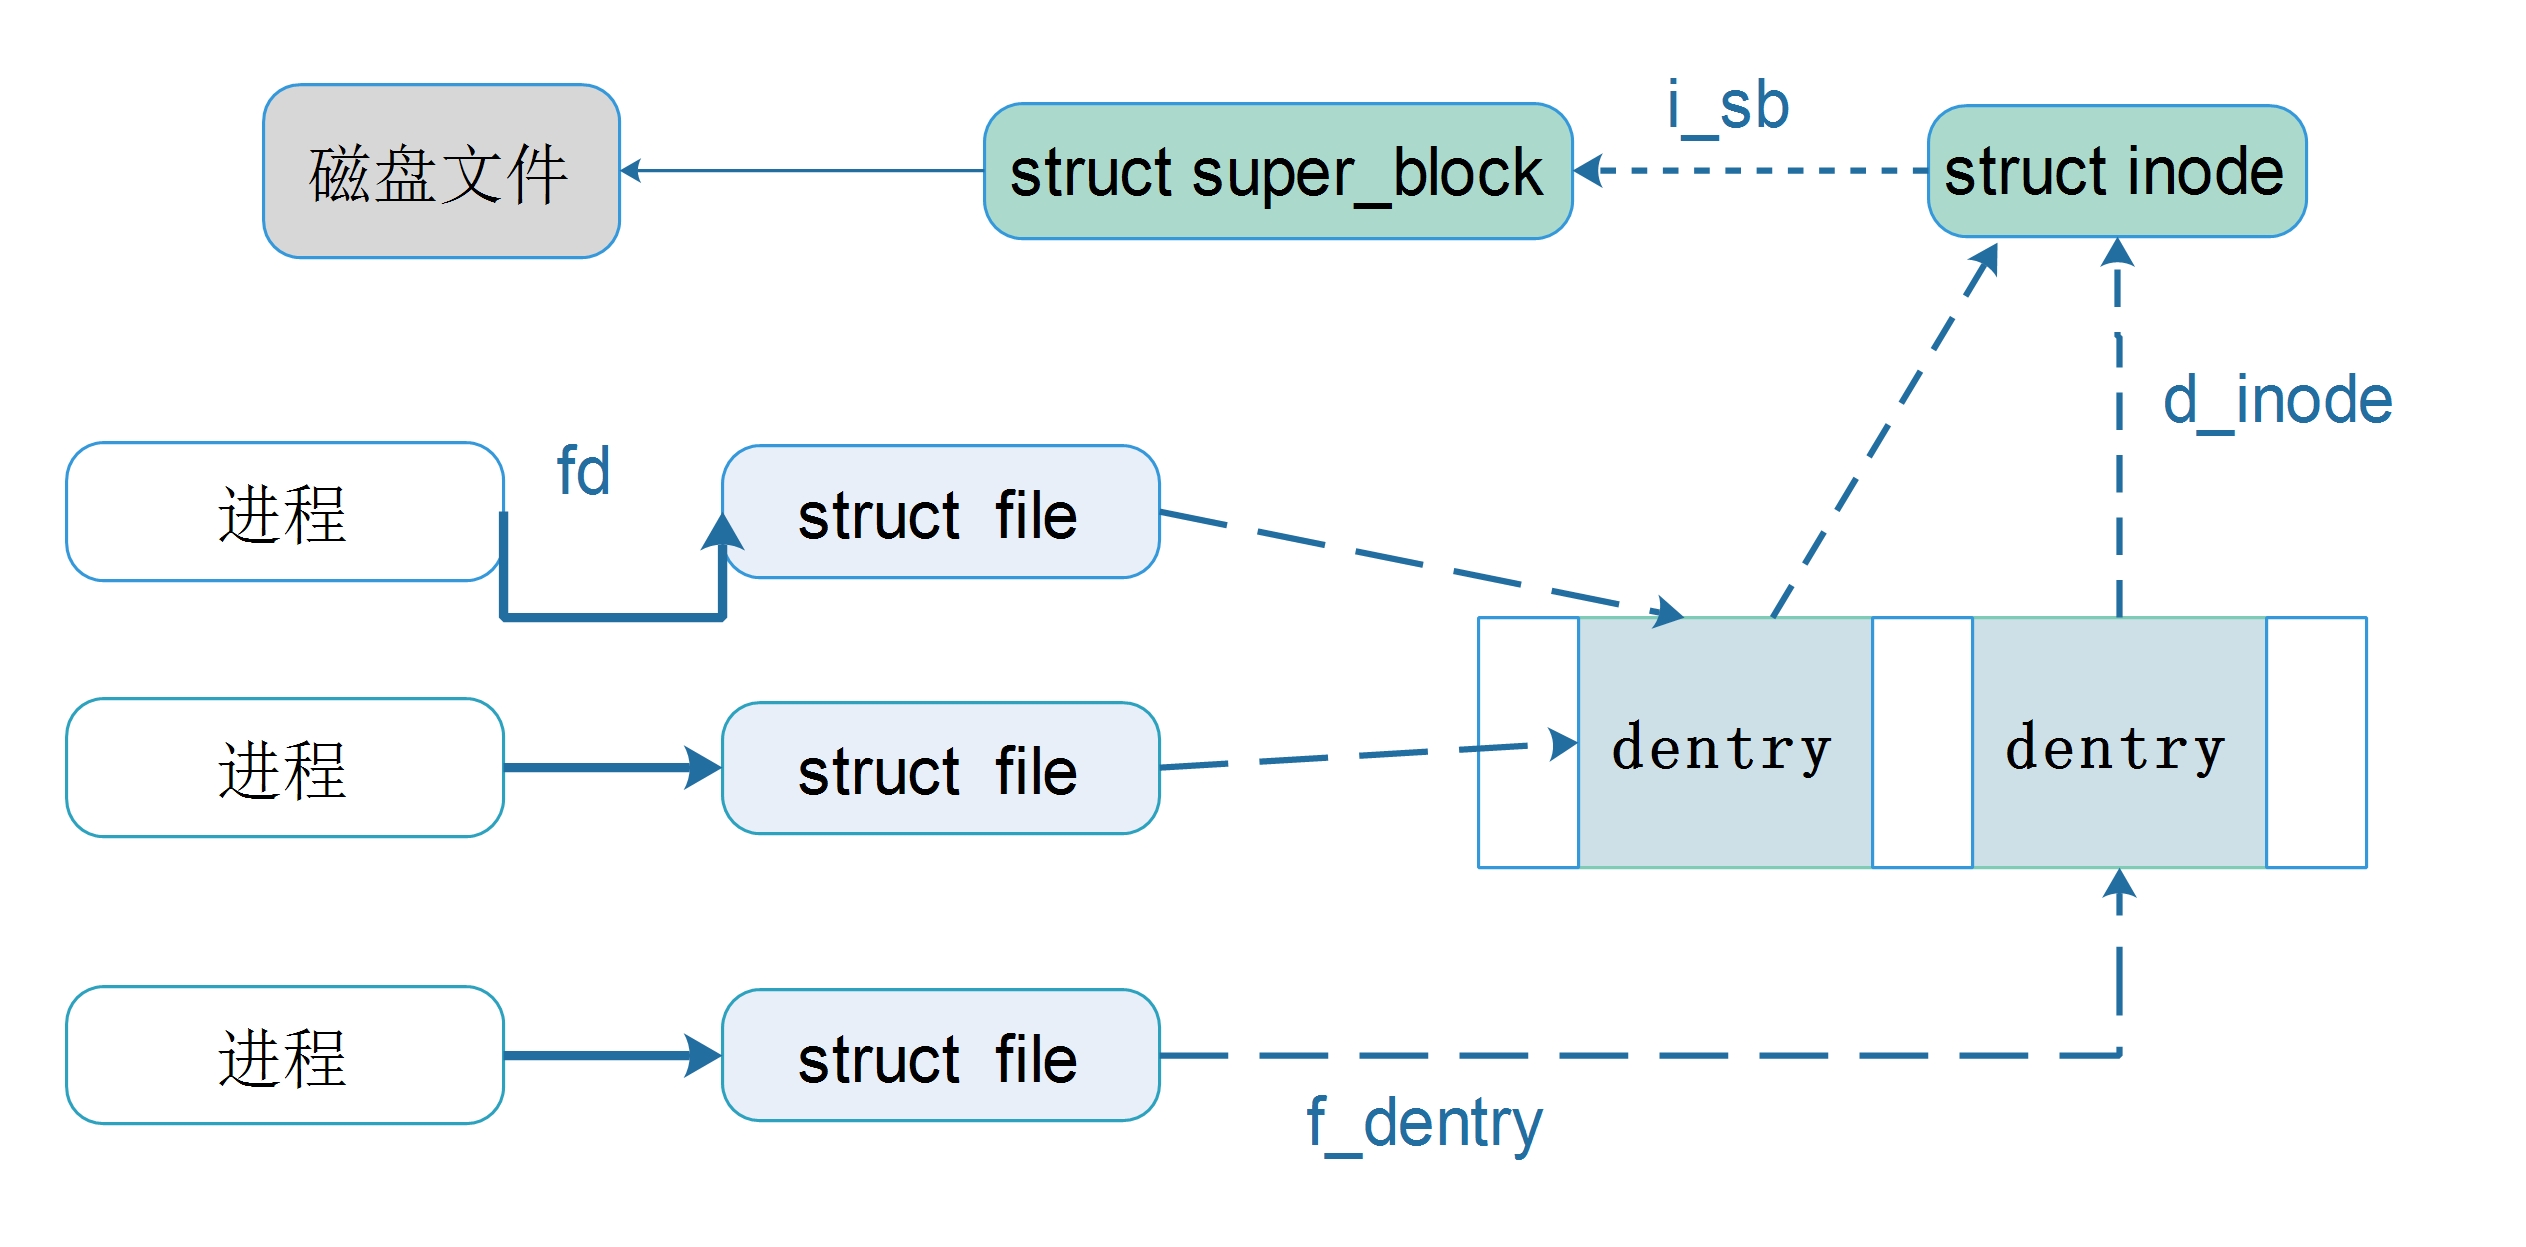 i_sb
磁盘文件
struct super_block
struct inode
d_inode
进程
fd
struct file
进程
struct file
dentry
dentry
进程
struct file
f_dentry